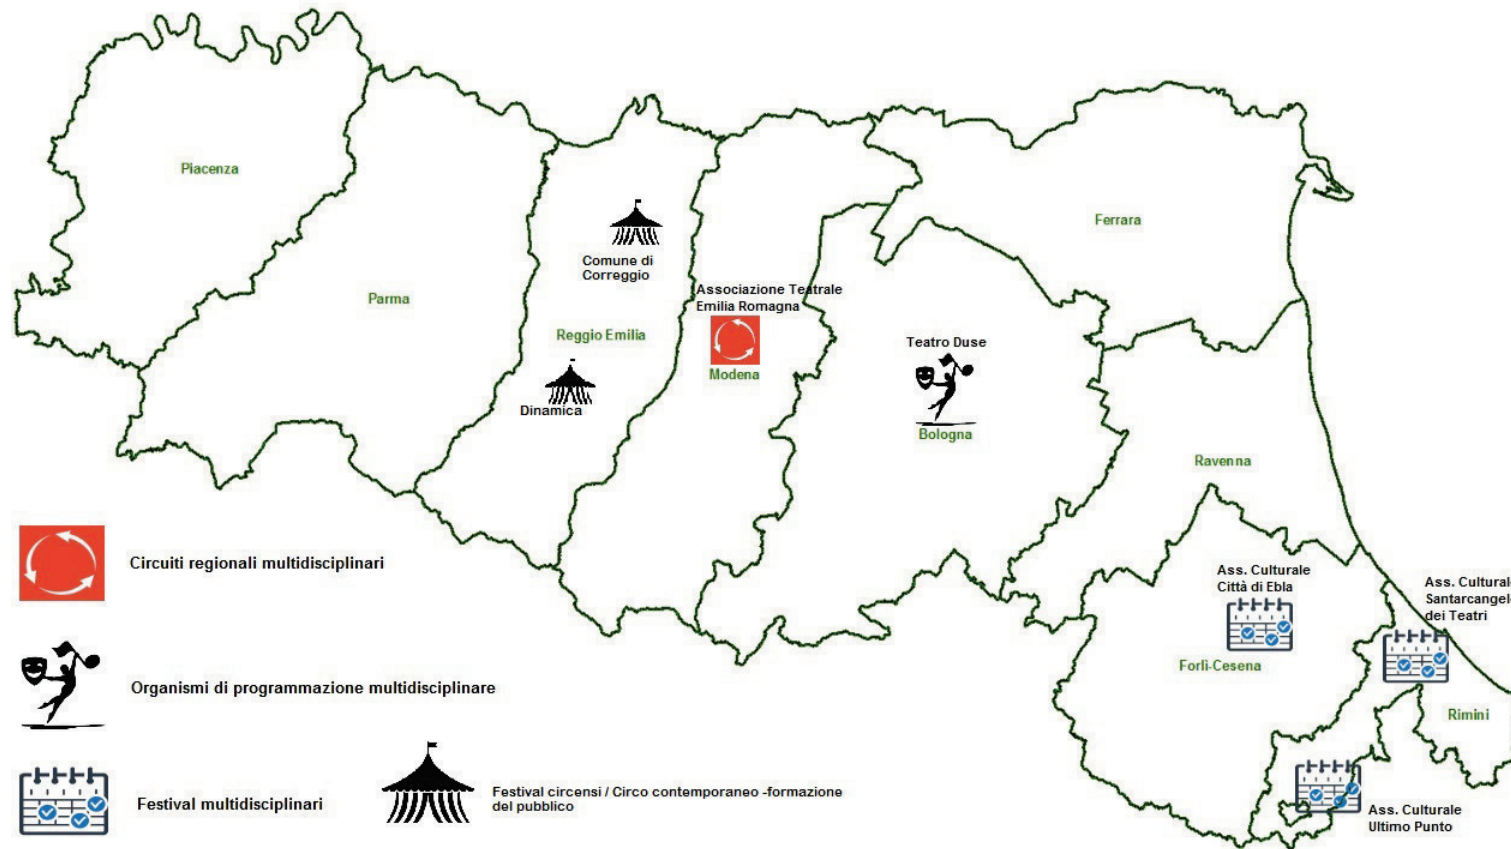 Piacenza
Parma
Comune di
Correggio
Reggio Emilia
Dinamica
Associazione Teatrale
Emilia Romagna
Modena
Teatro Duse
Bologna
Ferrara
Ravenna
Ass. Culturale
Città di Ebla
Forlì-Cesena
Ass. Culturale
Santarcangelo
dei Teatri
Rimini
Ass. Culturale
Ultimo Punto
Circuiti regionali multidisciplinari
Organismi di programmazione multidisciplinare
Festival multidisciplinari
Festival circensi / Circo contemporaneo -formazione
del pubblico